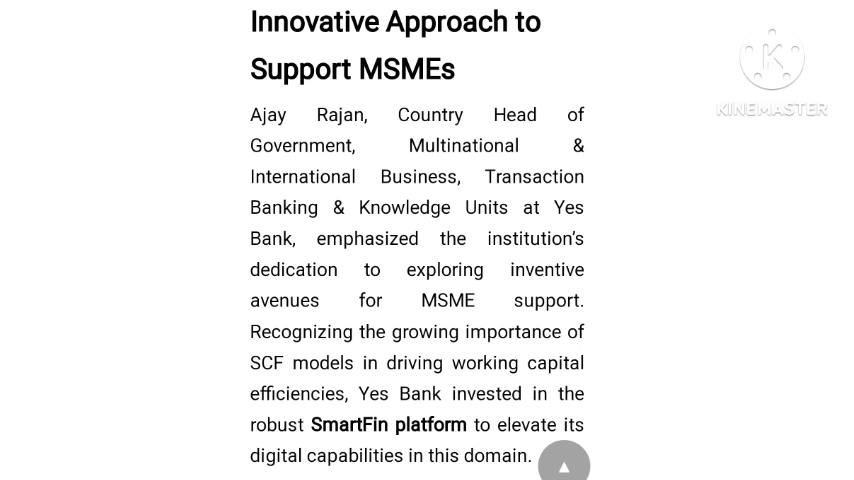 Innovative Approach to
Support MSMEs
Ajay Rajan, Country Head of
Government, Multinational &
International Business, Transaction
Banking & Knowledge Units at Yes
Bank, emphasized the institution's
dedication to exploring inventive
avenues for MSME support.
Recognizing the growing importance of
SCF models in driving working capital
efficiencies, Yes Bank invested in the
robust SmartFin platform to elevate its
digital capabilities in this domain.
K
KINEMASTER